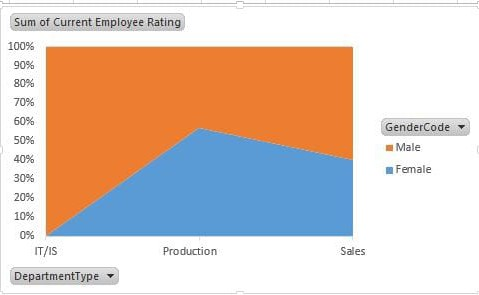 Sum of Current Employee Rating
100%
90%
80%
70%
60%
50%
40%
30%
20%
10%
0%
IT/IS Production Sales
GenderCode
Male
Female
DepartmentType